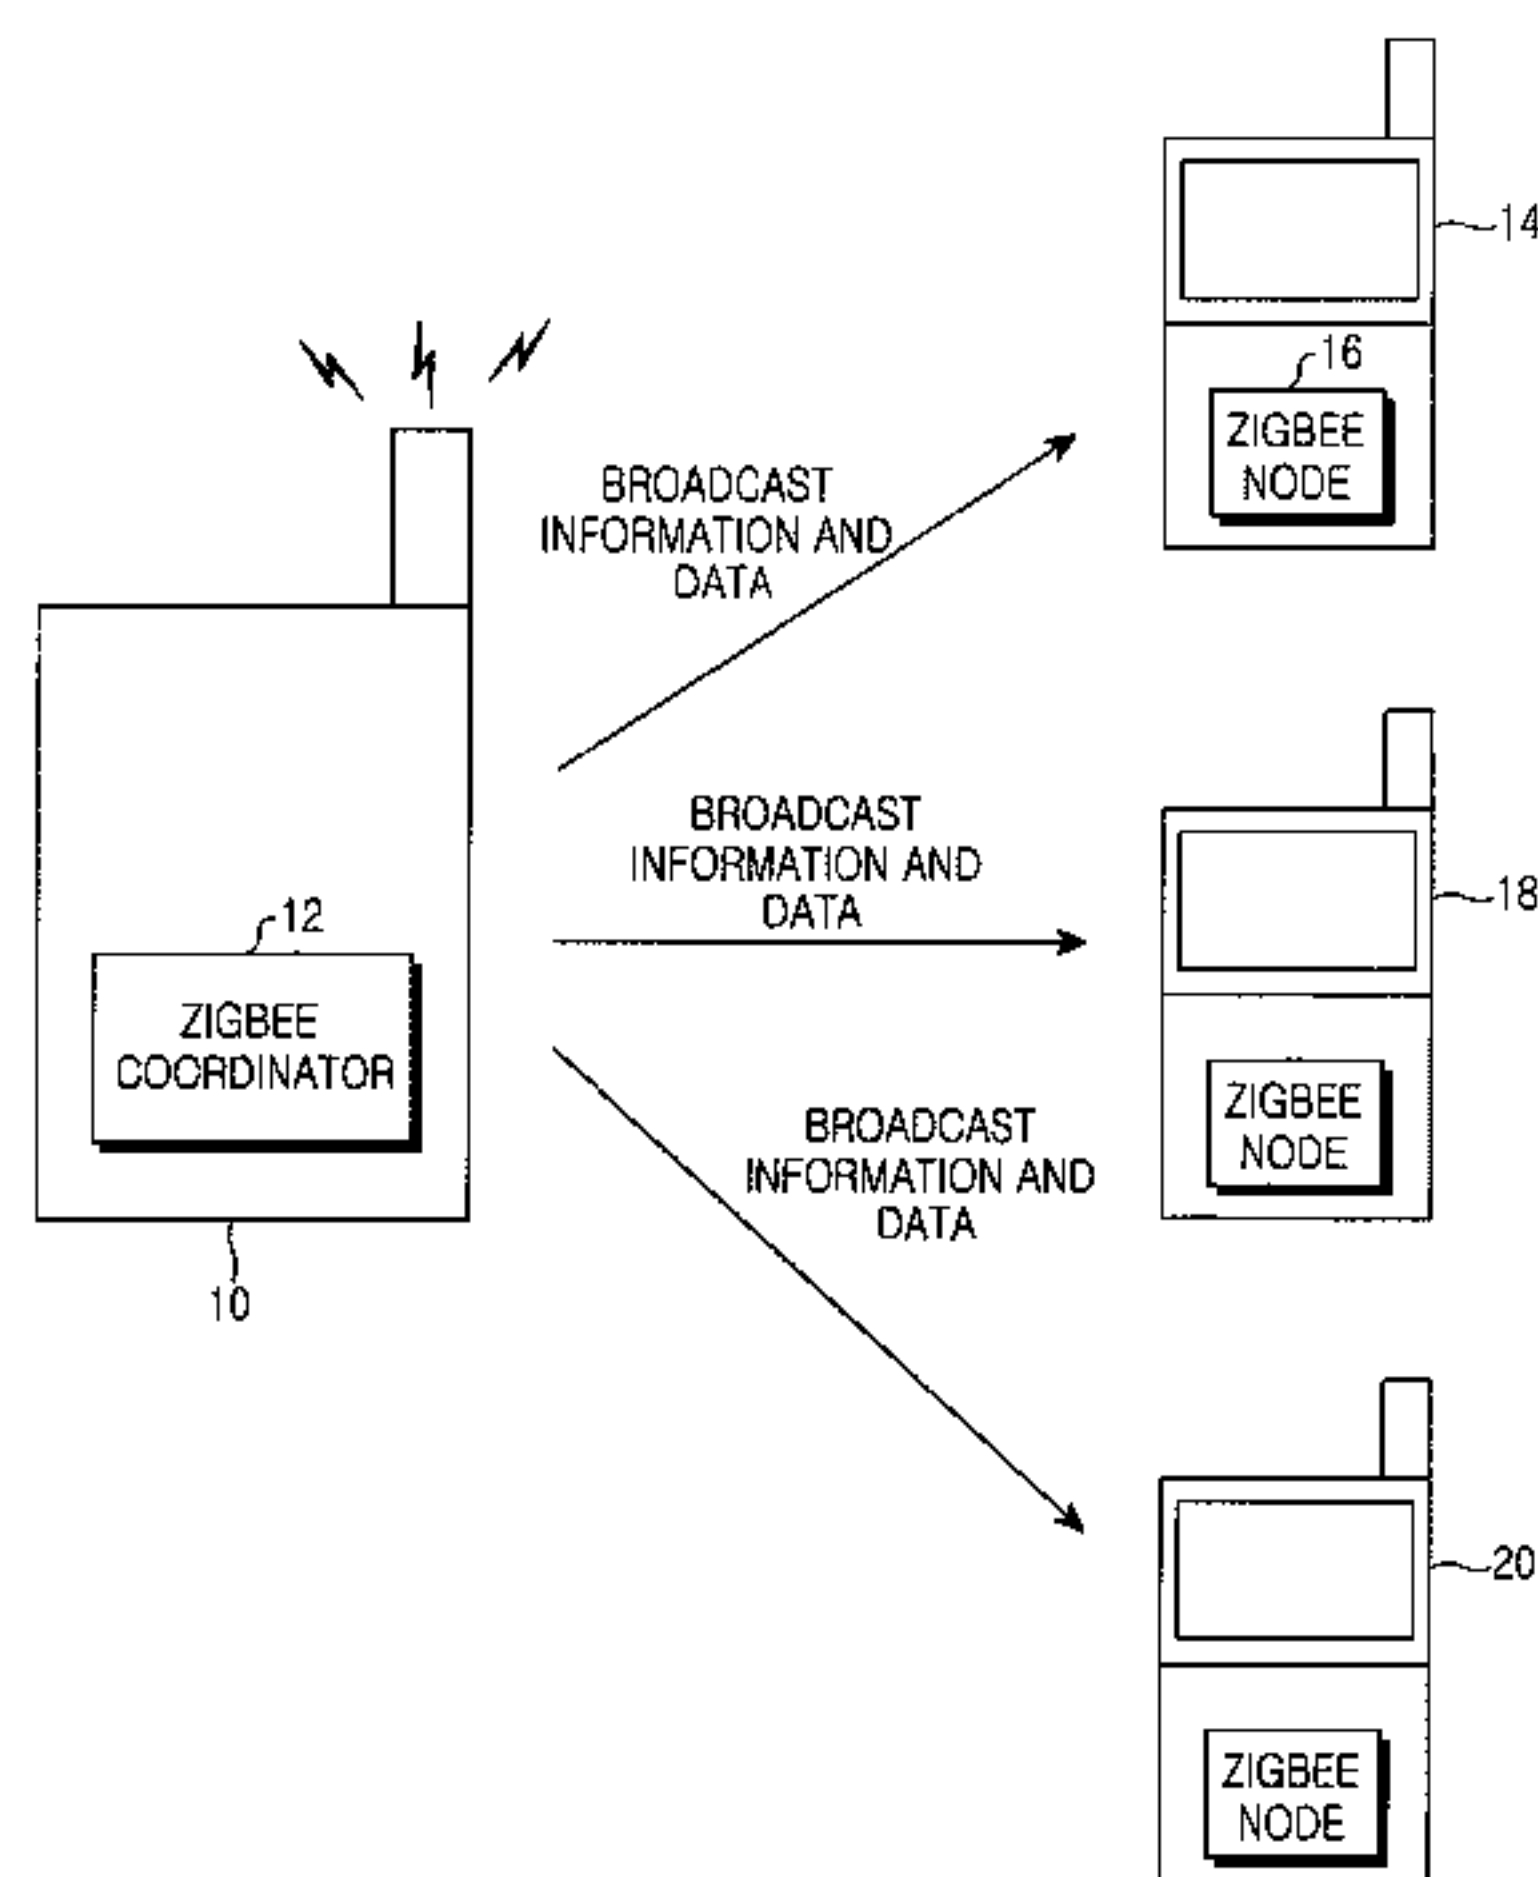 14
16
ZIGBEE
NODE
BROADCAST
INFORMATION AND
DATA
BROADCAST
INFORMATION AND
DATA
18
12
ZIGBEE
COORDINATOR
ZIGBEE
NODE
BROADCAST
INFORMATION AND
DATA
10
20
ZIGBEE
NODE